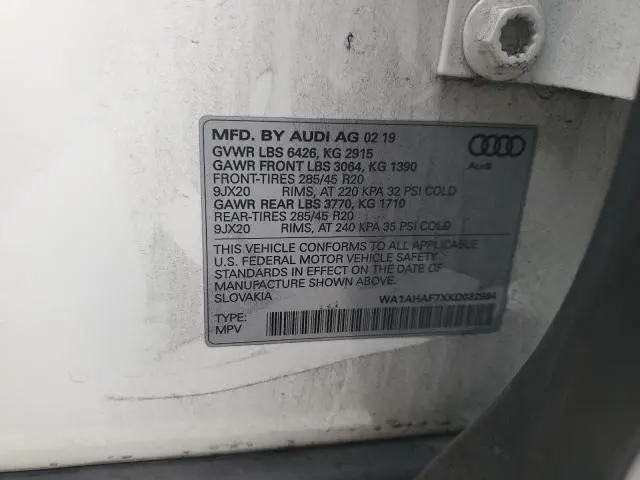 MFD. BY AUDI AG 02 19
GVWR LBS 6426, KG 2915
GAWR FRONT LBS 3064, KG 1390
FRONT-TIRES 285/45 R20
9JX20 RIMS, AT 220 KPA 32 PSI COLD
GAWR REAR LBS 3770, KG 1710
REAR-TIRES 285/45 R20
9JX20 RIMS, AT 240 KPA 35 PSI COLD
Audi
THIS VEHICLE CONFORMS TO ALL APPLICABLE
U.S. FEDERAL MOTOR VEHICLE SAFETY
STANDARDS IN EFFECT ON THE DATE OF
MANUFACTURE SHOWN ABOVE.
SLOVAKIA
TYPE:
MPV